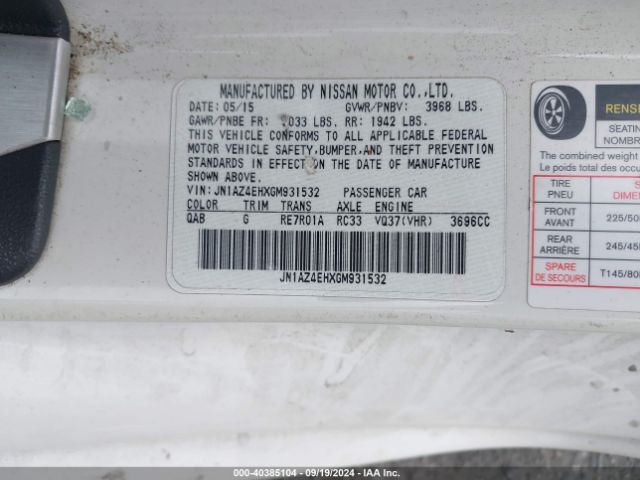 MANUFACTURED BY NISSAN MOTOR CO.,LTD.
DATE: 05/15 GVWR/PNBV: 3968 LBS.
GAWR/PNBE FR: 2033 LBS. RR: 1942 LBS.
THIS VEHICLE CONFORMS TO ALL APPLICABLE FEDERAL
MOTOR VEHICLE SAFETY,BUMPER,AND THEFT PREVENTION
STANDARDS IN EFFECT ON THE DATE OF MANUFACTURE
SHOWN ABOVE.
VIN: JN1AZ4EHXGM931532 PASSENGER CAR
COLOR TRIM TRANS AXLE ENGINE
QAB G RE7R01A RC33 VQ37(VHR) 3696CC
JN1AZ4EHXGM931532
RENSE
SEATIN
NOMBR
The combined weight
Le poids total des occu
TIRE
PNEU
S
DIMEN
FRONT
AVANT
225/50
REAR
ARRIÈRE
245/45
SPARE
DE SECOURS
T145/80
000-40385104 - 09/19/2024 - IAA Inc.